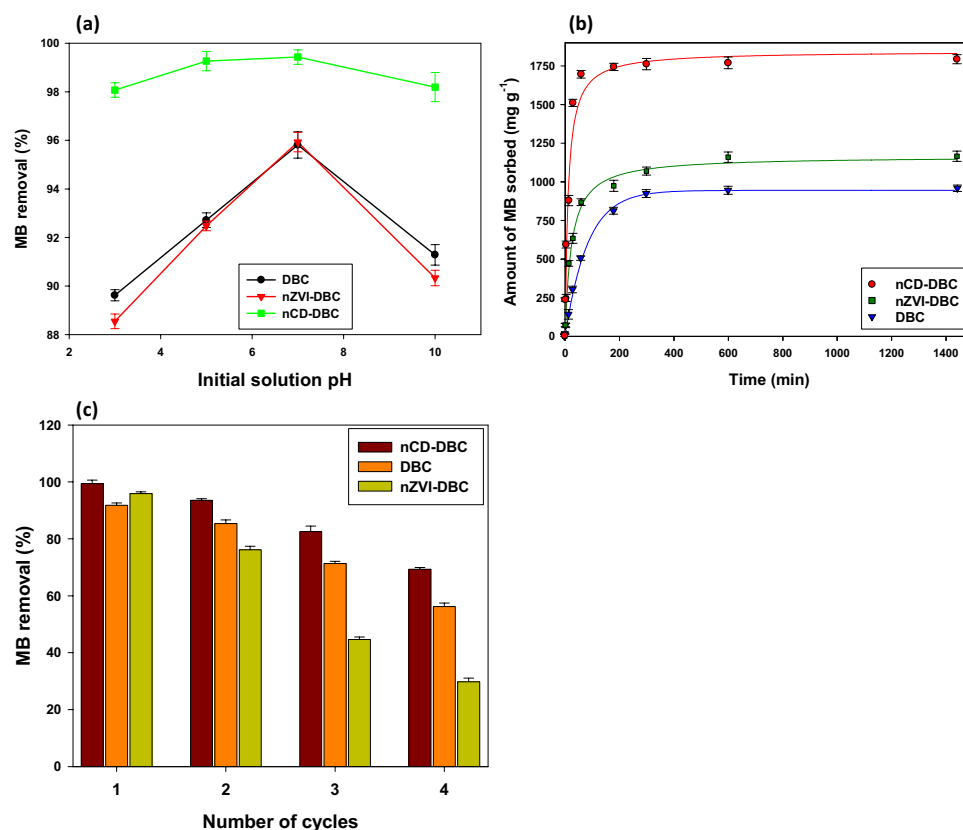 (a)
100
98
96
94
92
90
88
MB removal (%)
DBC
nZVI-DBC
nCD-DBC
2 4 6 8 10
Initial solution pH
(b)
1750
1500
1250
1000
750
500
250
0
Amount of MB sorbed (mg g⁻¹)
nCD-DBC
nZVI-DBC
DBC
0 200 400 600 800 1000 1200 1400
Time (min)
(c)
120
100
80
60
40
20
0
MB removal (%)
nCD-DBC
DBC
nZVI-DBC
1 2 3 4
Number of cycles